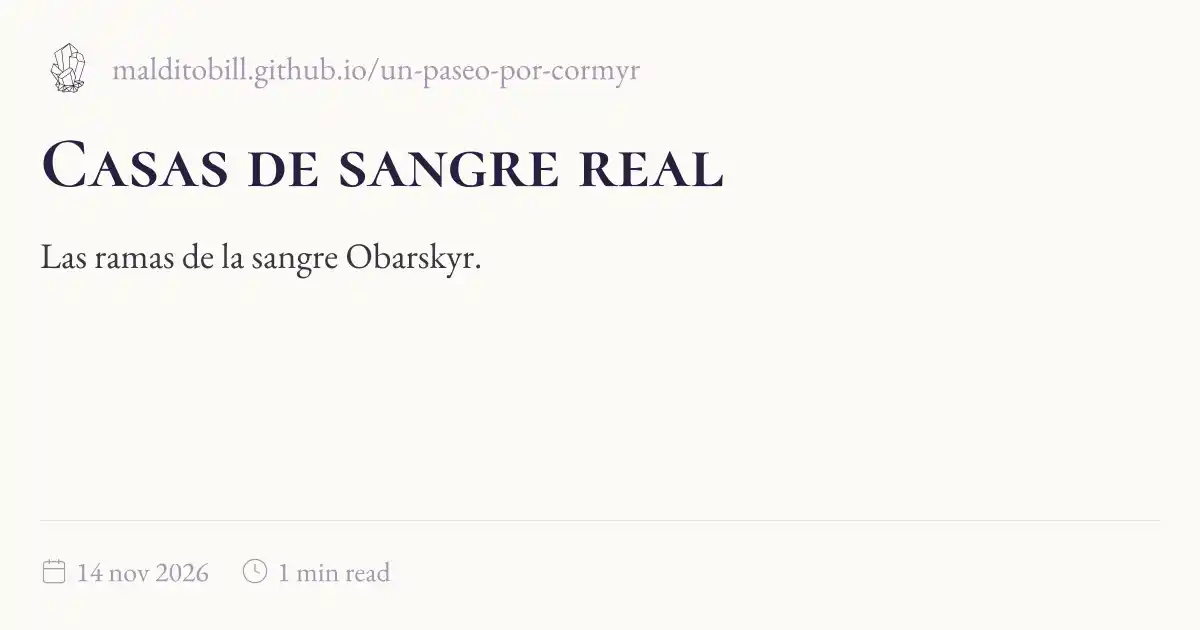 malditobill.github.io/un-paseo-por-cormyr
Casas de sangre real
Las ramas de la sangre Obarskyr.
14 nov 2026 1 min read